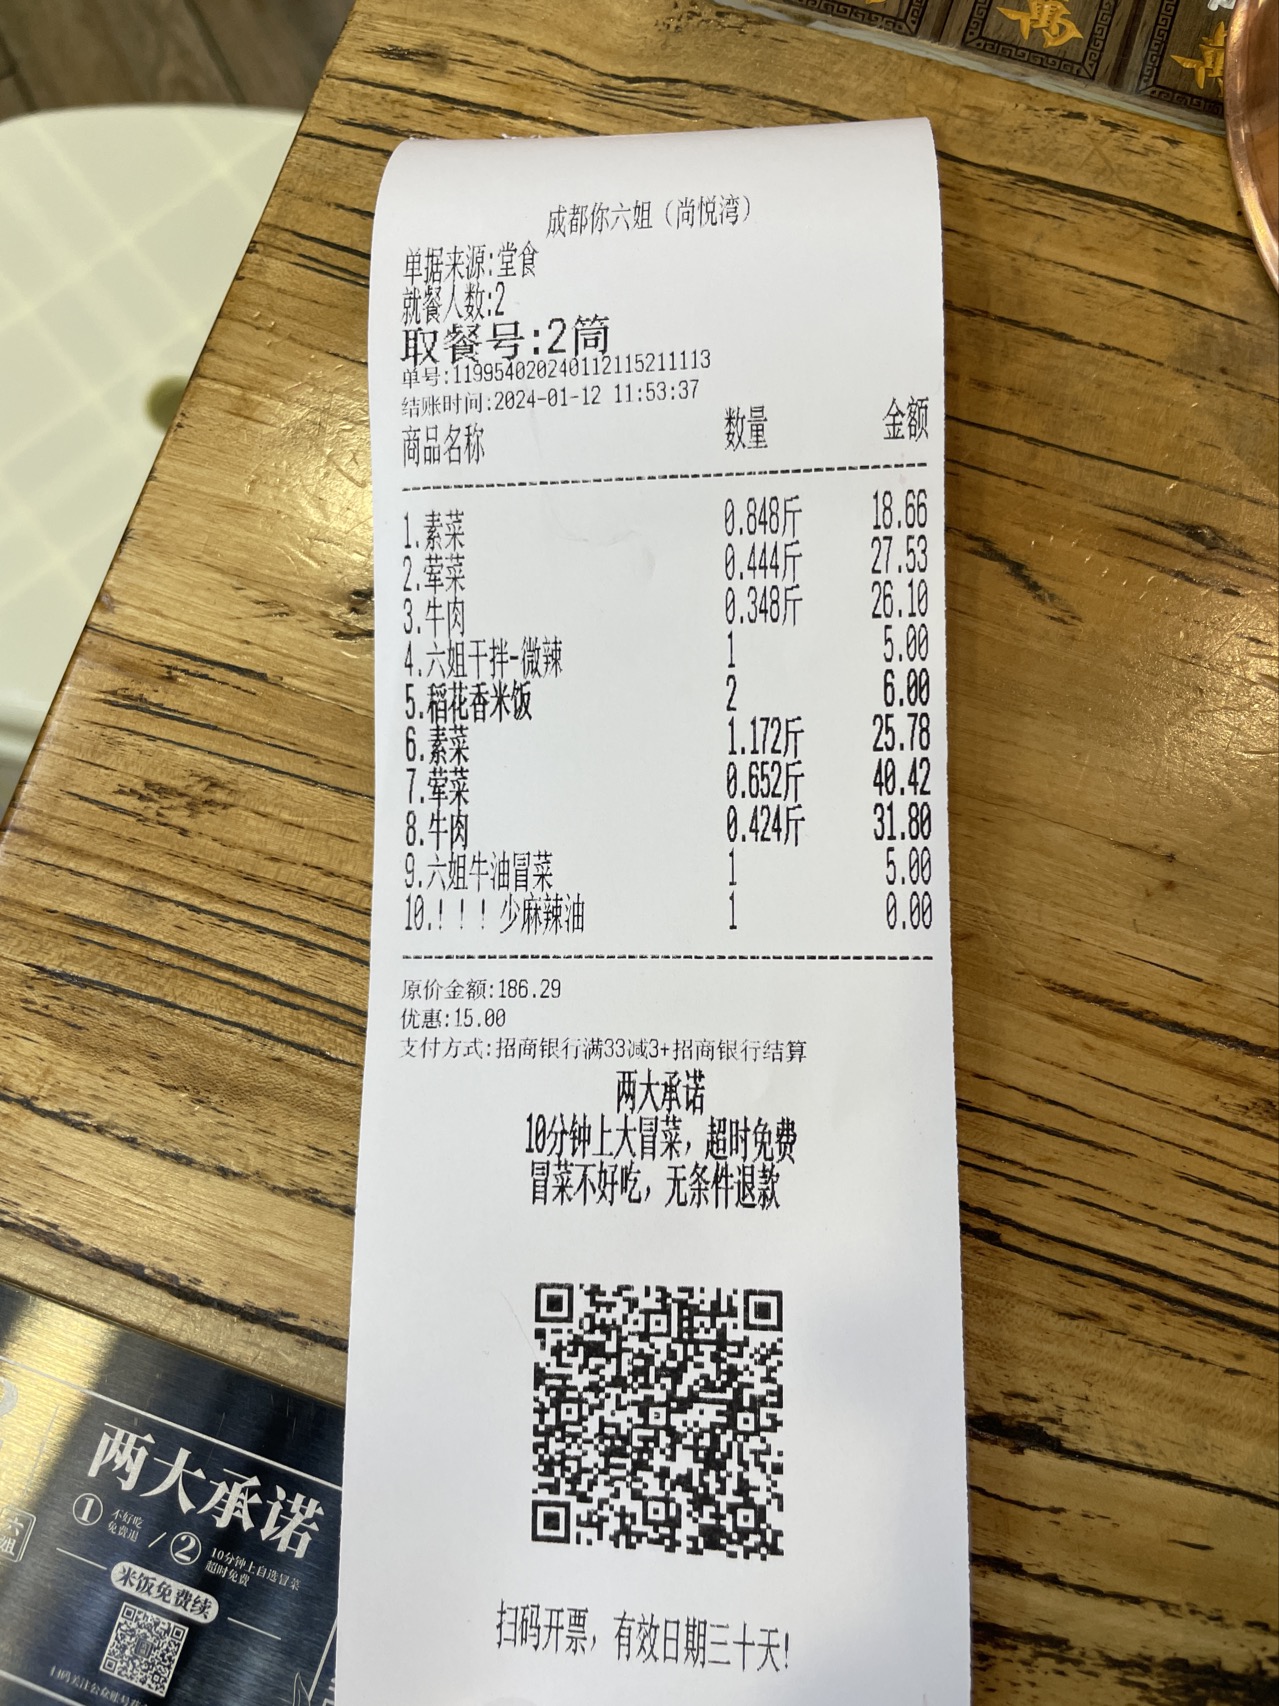 萬
成都你六姐（尚悦湾）
单据来源:堂食
就餐人数:2
取餐号:2筒
单号:119954020240112115211113
结账时间:2024-01-12 11:53:37
商品名称 数量 金额
1.素菜 0.848斤 18.66
2.荤菜 0.444斤 27.53
3.牛肉 0.348斤 26.10
4.六姐干拌-微辣 1 5.00
5.稻花香米饭 2 6.00
6.素菜 1.172斤 25.78
7.荤菜 0.652斤 40.42
8.牛肉 0.424斤 31.80
9.六姐牛油冒菜 1 5.00
10.！！！少麻辣油 1 0.00
原价金额:186.29
优惠:15.00
支付方式:招商银行满33减3+招商银行结算
两大承诺
10分钟上大冒菜，超时免费
冒菜不好吃，无条件退款
扫码开票，有效日期三十天!
两大承诺
1 不好吃 免费退 / 2 10分钟上自选冒菜 超时免费
米饭免费续
六姐